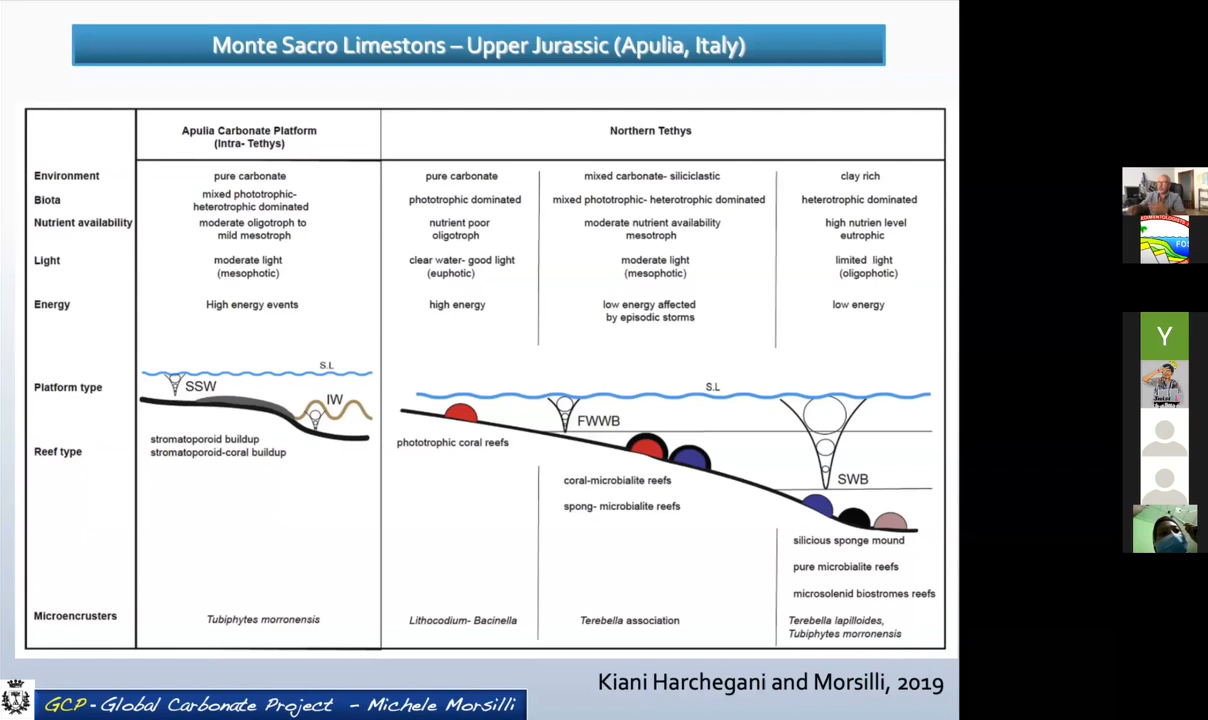 Monte Sacro Limestons – Upper Jurassic (Apulia, Italy)
Apulia Carbonate Platform
(Intra- Tethys)
Northern Tethys
Environment
pure carbonate
pure carbonate
mixed carbonate- siliciclastic
clay rich
Biota
mixed phototrophic-
heterotrophic dominated
phototrophic dominated
mixed phototrophic- heterotrophic dominated
heterotrophic dominated
Nutrient availability
moderate oligotroph to
mild mesotroph
nutrient poor
oligotroph
moderate nutrient availability
mesotroph
high nutrien level
eutrophic
Light
moderate light
(mesophotic)
clear water- good light
(euphotic)
moderate light
(mesophotic)
limited light
(oligophotic)
Energy
High energy events
high energy
low energy affected
by episodic storms
low energy
Platform type
S.L
SSW
IW
S.L
FWWB
SWB
Reef type
stromatoporoid buildup
stromatoporoid-coral buildup
phototrophic coral reefs
coral-microbialite reefs
spong- microbialite reefs
silicious sponge mound
pure microbialite reefs
microsolenid biostromes reefs
Microencrusters
Tubiphytes morronensis
Lithocodium- Bacinella
Terebella association
Terebella lapilloides,
Tubiphytes morronensis
Kiani Harchegani and Morsilli, 2019
GCP - Global Carbonate Project - Michele Morsilli
Y